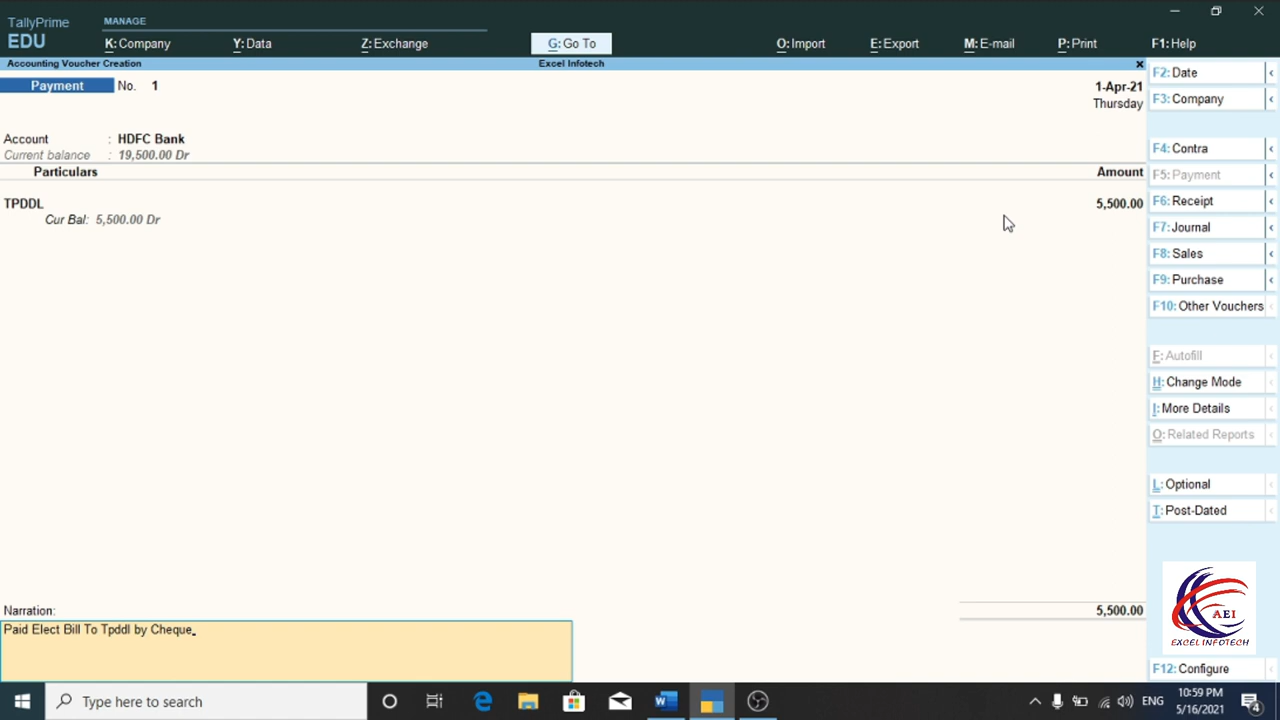 TallyPrime
EDU
MANAGE
K: Company
Y: Data
Z: Exchange
G: Go To
O: Import
E: Export
M: E-mail
P: Print
F1: Help
Accounting Voucher Creation
Excel Infotech
Payment No. 1
1-Apr-21
Thursday
Account : HDFC Bank
Current balance : 19,500.00 Dr
Particulars Amount
TPDDL 5,500.00
Cur Bal: 5,500.00 Dr
Narration: 5,500.00
Paid Elect Bill To Tpddl by Cheque
F2: Date
F3: Company
F4: Contra
F5: Payment
F6: Receipt
F7: Journal
F8: Sales
F9: Purchase
F10: Other Vouchers
F: Autofill
H: Change Mode
I: More Details
O: Related Reports
L: Optional
T: Post-Dated
AEI
EXCEL INFOTECH
F12: Configure
Type here to search
ENG
10:59 PM
5/16/2021
4